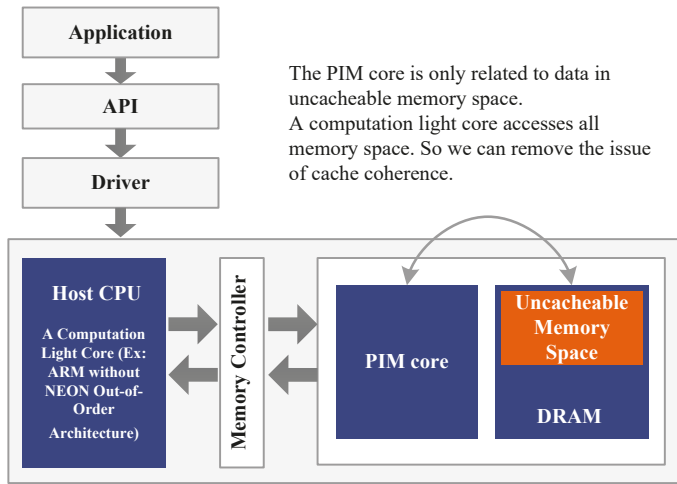 Application
API
Driver
The PIM core is only related to data in
uncacheable memory space.
A computation light core accesses all
memory space. So we can remove the issue
of cache coherence.
Host CPU
A Computation
Light Core (Ex:
ARM without
NEON Out-of-
Order
Architecture)
Memory Controller
PIM core
Uncacheable
Memory
Space
DRAM